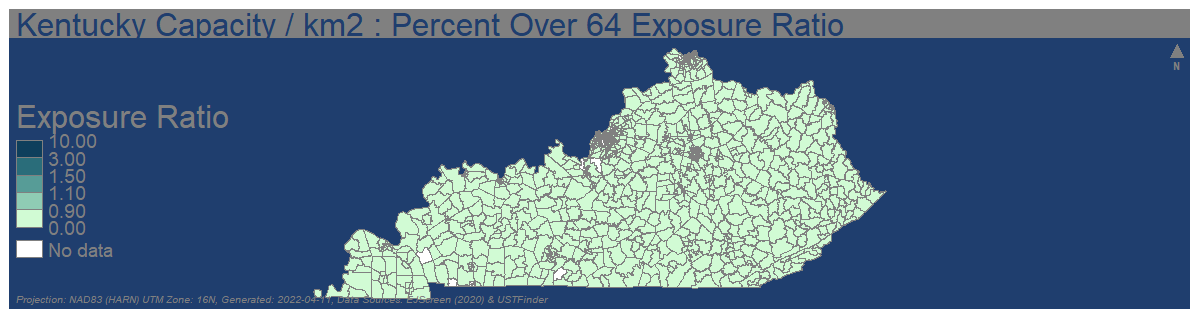 Kentucky Capacity / km2 : Percent Over 64 Exposure Ratio
N
Exposure Ratio
10.00
3.00
1.50
1.10
0.90
0.00
No data
Projection: NAD83 (HARN) UTM Zone: 16N, Generated: 2022-04-11, Data Sources: EJScreen (2020) & USTFinder